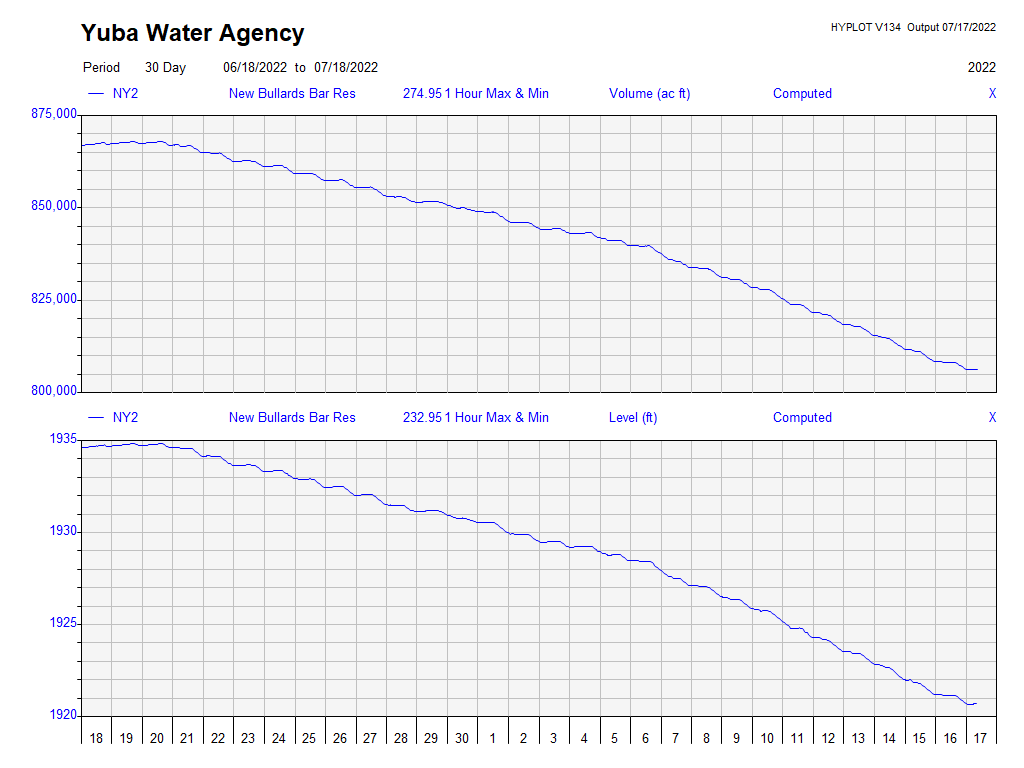 Yuba Water Agency
HYPLOT V134 Output 07/17/2022
Period 30 Day 06/18/2022 to 07/18/2022 2022
NY2 New Bullards Bar Res 274.95 1 Hour Max & Min Volume (ac ft) Computed X
875,000
850,000
825,000
800,000
NY2 New Bullards Bar Res 232.95 1 Hour Max & Min Level (ft) Computed X
1935
1930
1925
1920
18 19 20 21 22 23 24 25 26 27 28 29 30 1 2 3 4 5 6 7 8 9 10 11 12 13 14 15 16 17